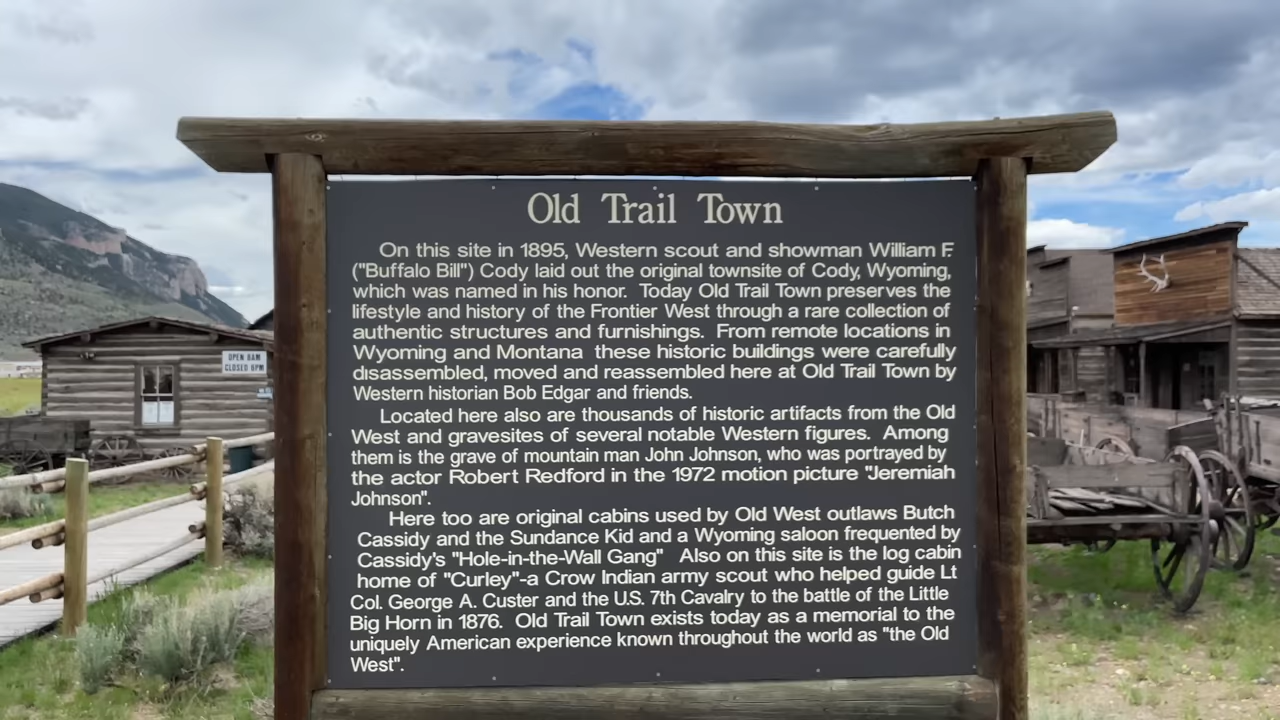 Old Trail Town
On this site in 1895, Western scout and showman William F.
("Buffalo Bill") Cody laid out the original townsite of Cody, Wyoming,
which was named in his honor. Today Old Trail Town preserves the
lifestyle and history of the Frontier West through a rare collection of
authentic structures and furnishings. From remote locations in
Wyoming and Montana these historic buildings were carefully
disassembled, moved and reassembled here at Old Trail Town by
Western historian Bob Edgar and friends.
Located here also are thousands of historic artifacts from the Old
West and gravesites of several notable Western figures. Among
them is the grave of mountain man John Johnson, who was portrayed by
the actor Robert Redford in the 1972 motion picture "Jeremiah
Johnson".
Here too are original cabins used by Old West outlaws Butch
Cassidy and the Sundance Kid and a Wyoming saloon frequented by
Cassidy's "Hole-in-the-Wall Gang" Also on this site is the log cabin
home of "Curley"-a Crow Indian army scout who helped guide Lt
Col. George A. Custer and the U.S. 7th Cavalry to the battle of the Little
Big Horn in 1876. Old Trail Town exists today as a memorial to the
uniquely American experience known throughout the world as "the Old
West".
OPEN 8AM
CLOSED 8PM